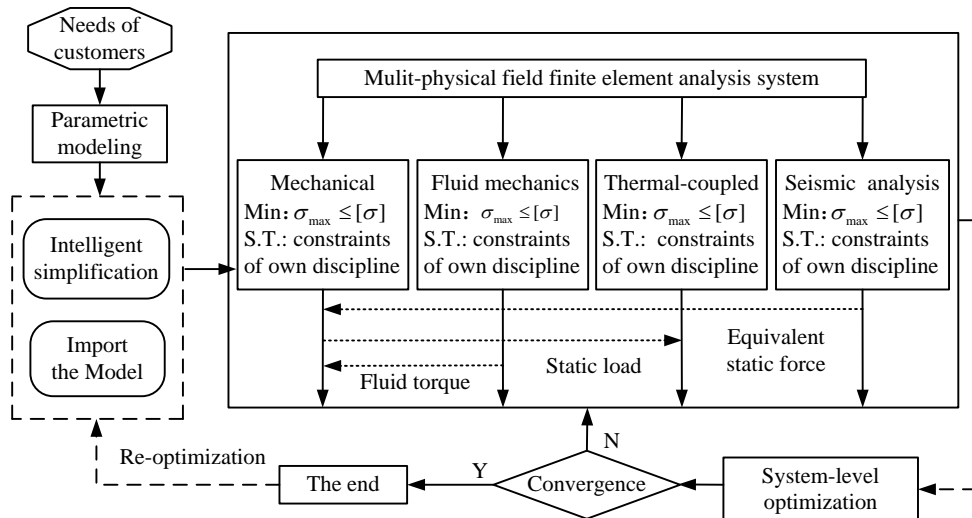 Needs of
customers
Parametric
modeling
Intelligent
simplification
Import
the Model
Mulit-physical field finite element analysis system
Mechanical
Min: σmax ≤[σ]
S.T.: constraints
of own discipline
Fluid mechanics
Min: σmax ≤[σ]
S.T.: constraints
of own discipline
Thermal-coupled
Min: σmax ≤[σ]
S.T.: constraints
of own discipline
Seismic analysis
Min: σmax ≤[σ]
S.T.: constraints
of own discipline
Equivalent
static force
Static load
Fluid torque
N
Re-optimization
The end
Y
Convergence
System-level
optimization